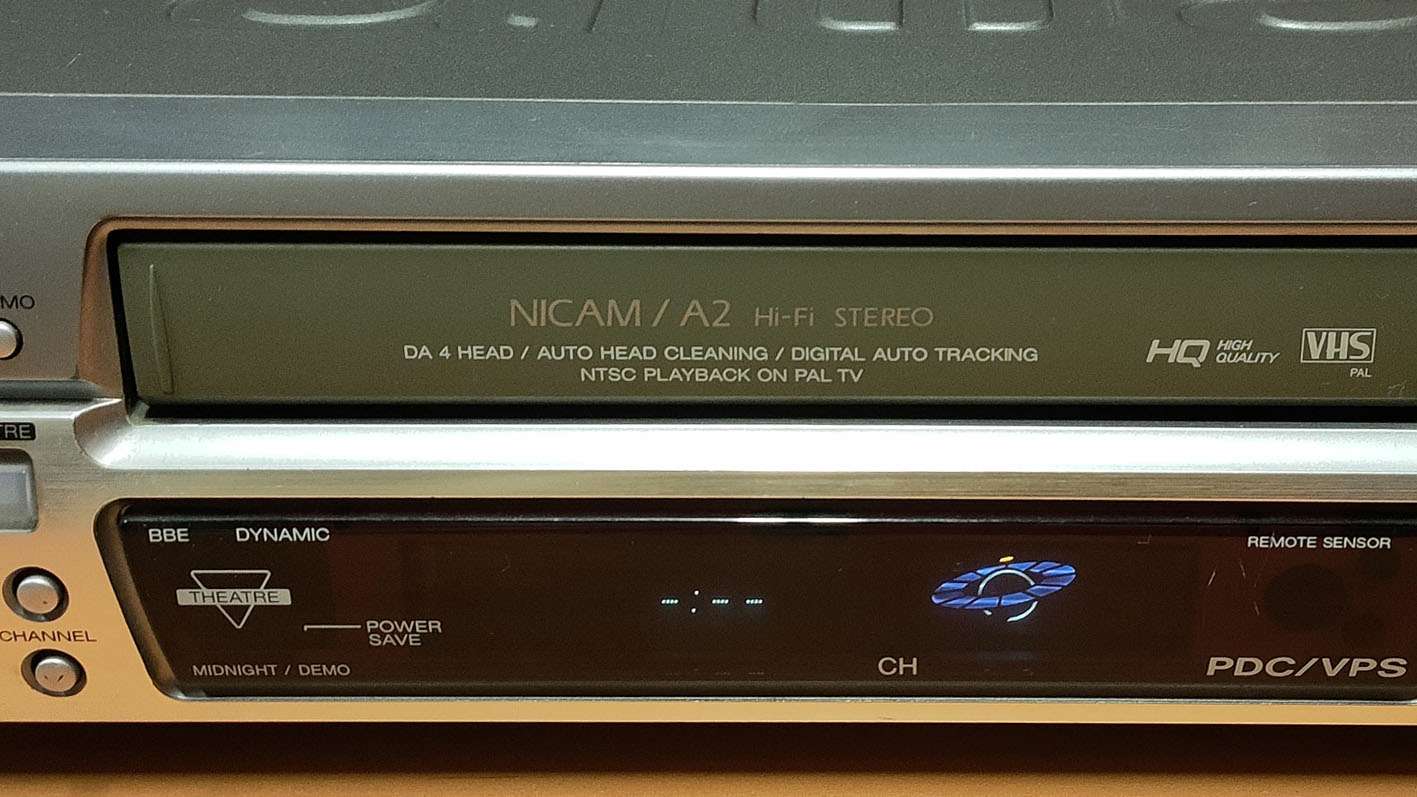 MO
NICAM / A2 Hi-Fi STEREO
DA 4 HEAD / AUTO HEAD CLEANING / DIGITAL AUTO TRACKING
NTSC PLAYBACK ON PAL TV
HQ HIGH QUALITY
VHS
PAL
TRE
BBE DYNAMIC
THEATRE
POWER
SAVE
MIDNIGHT / DEMO
CHANNEL
-:--
CH
REMOTE SENSOR
PDC/VPS